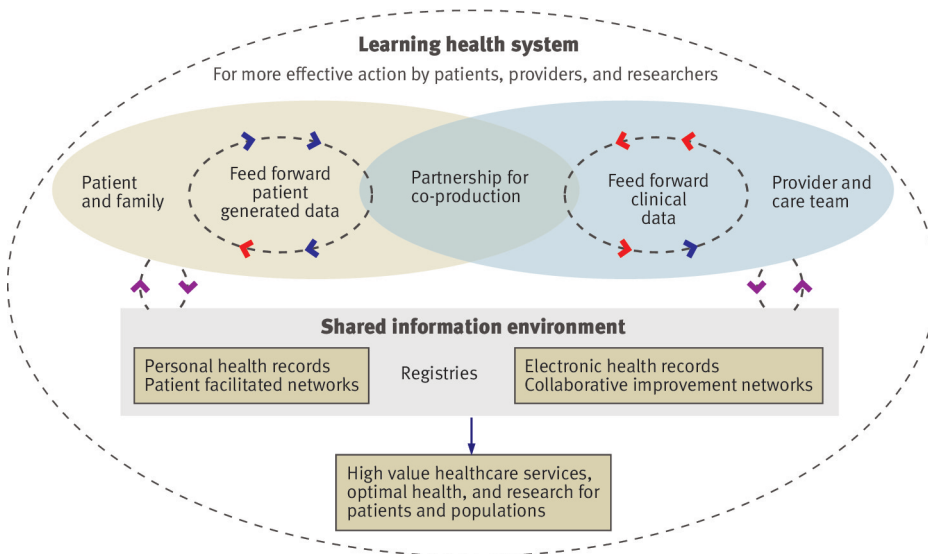 Learning health system
For more effective action by patients, providers, and researchers
Patient
and family
Feed forward
patient
generated data
Partnership for
co-production
Feed forward
clinical
data
Provider and
care team
Shared information environment
Personal health records
Patient facilitated networks
Registries
Electronic health records
Collaborative improvement networks
High value healthcare services,
optimal health, and research for
patients and populations